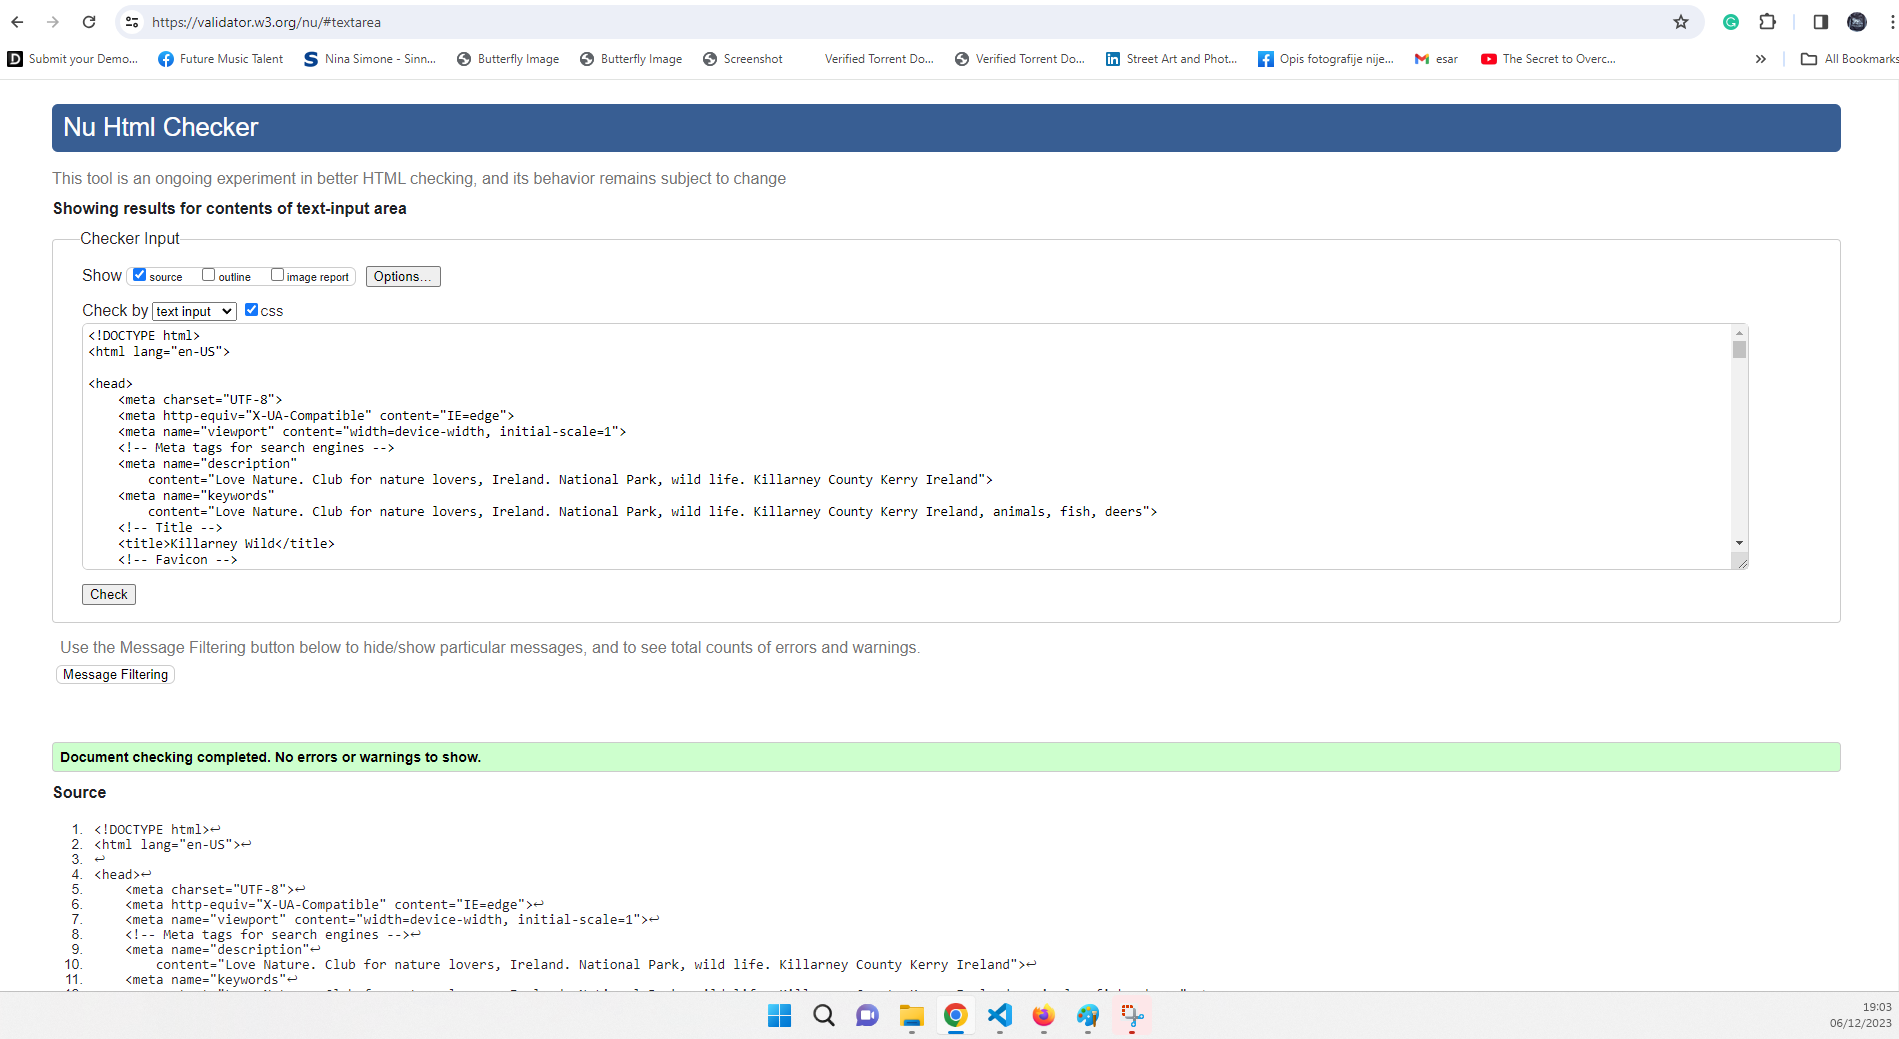 https://validator.w3.org/nu/#textarea
Submit your Demo...
Future Music Talent
Nina Simone - Sinn...
Butterfly Image
Butterfly Image
Screenshot
Verified Torrent Do...
Verified Torrent Do...
Street Art and Phot...
Opis fotografije nije...
esar
The Secret to Overc...
All Bookmarks
Nu Html Checker
This tool is an ongoing experiment in better HTML checking, and its behavior remains subject to change
Showing results for contents of text-input area
Checker Input
Show source outline image report Options...
Check by text input css
<!DOCTYPE html>
<html lang="en-US">
<head>
<meta charset="UTF-8">
<meta http-equiv="X-UA-Compatible" content="IE=edge">
<meta name="viewport" content="width=device-width, initial-scale=1">
<!-- Meta tags for search engines -->
<meta name="description"
content="Love Nature. Club for nature lovers, Ireland. National Park, wild life. Killarney County Kerry Ireland">
<meta name="keywords"
content="Love Nature. Club for nature lovers, Ireland. National Park, wild life. Killarney County Kerry Ireland, animals, fish, deers">
<!-- Title -->
<title>Killarney Wild</title>
<!-- Favicon -->
Check
Use the Message Filtering button below to hide/show particular messages, and to see total counts of errors and warnings.
Message Filtering
Document checking completed. No errors or warnings to show.
Source
1. <!DOCTYPE html>↩
2. <html lang="en-US">↩
3. ↩
4. <head>↩
5. <meta charset="UTF-8">↩
6. <meta http-equiv="X-UA-Compatible" content="IE=edge">↩
7. <meta name="viewport" content="width=device-width, initial-scale=1">↩
8. <!-- Meta tags for search engines -->↩
9. <meta name="description"↩
10. content="Love Nature. Club for nature lovers, Ireland. National Park, wild life. Killarney County Kerry Ireland">↩
11. <meta name="keywords"↩
19:03
06/12/2023